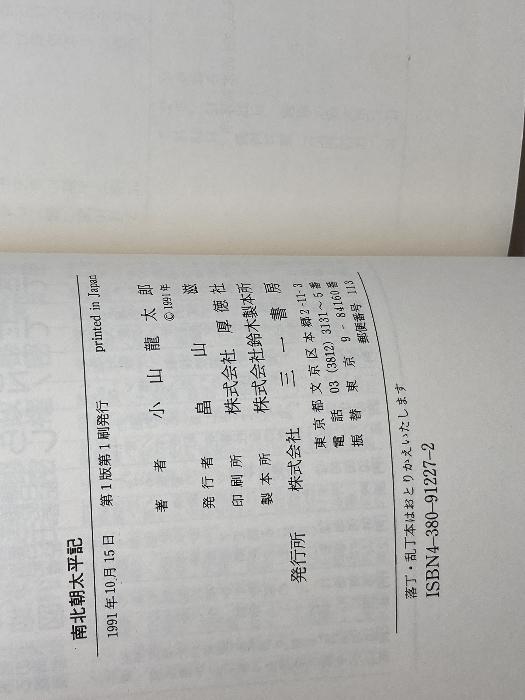 南北朝太平記
1991年10月15日 第1版第1刷発行 printed in Japan
著者 小山龍太郎
©1991年
発行者 畠山滋
印刷所 株式会社 厚徳社
製本所 株式会社鈴木製本所
発行所 株式会社 三一書房
東京都文京区本郷2-11-3
電話 03 (3812) 3131〜5番
振替 東京 9-84160番
郵便番号 113
落丁・乱丁本はおとりかえいたします
ISBN4-380-91227-2